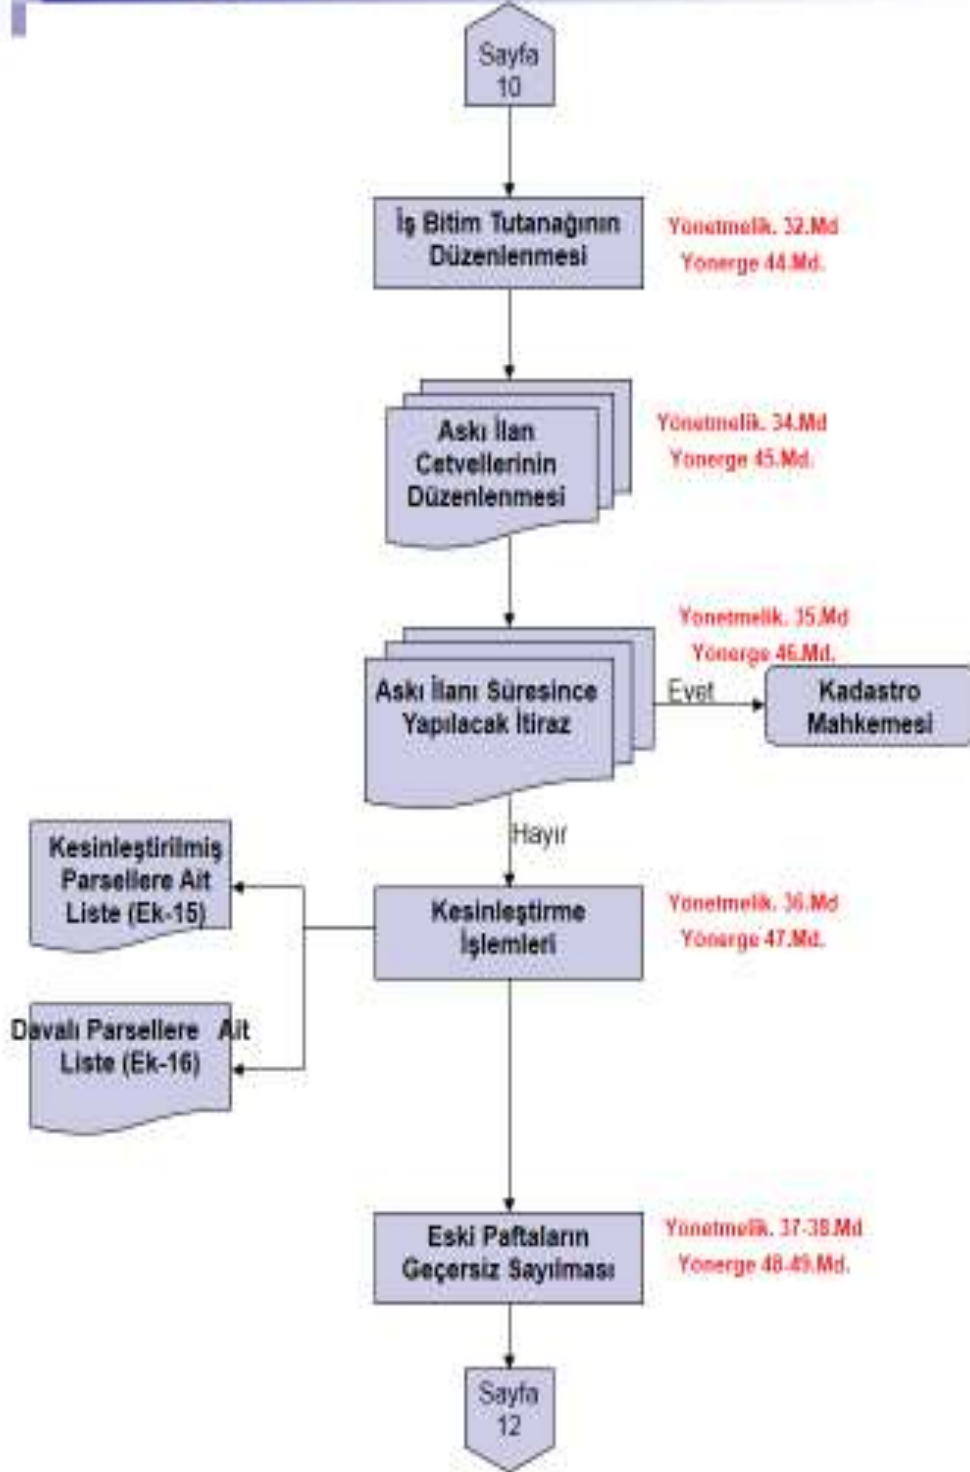 Sayfa
10
İş Bitim Tutanağının
Düzenlenmesi
Yönetmelik. 32.Md
Yönerge 44.Md.
Askı İlan
Cetvellerinin
Düzenlenmesi
Yönetmelik. 34.Md
Yönerge 45.Md.
Yönetmelik. 35.Md
Yönerge 46.Md.
Askı İlanı Süresince
Yapılacak İtiraz
Evet
Kadastro
Mahkemesi
Hayır
Kesinleştirilmiş
Parsellere Ait
Liste (Ek-15)
Kesinleştirme
İşlemleri
Yönetmelik. 36.Md
Yönerge 47.Md.
Davalı Parsellere Ait
Liste (Ek-16)
Eski Paftaların
Geçersiz Sayılması
Yönetmelik. 37-38.Md
Yönerge 48-49.Md.
Sayfa
12